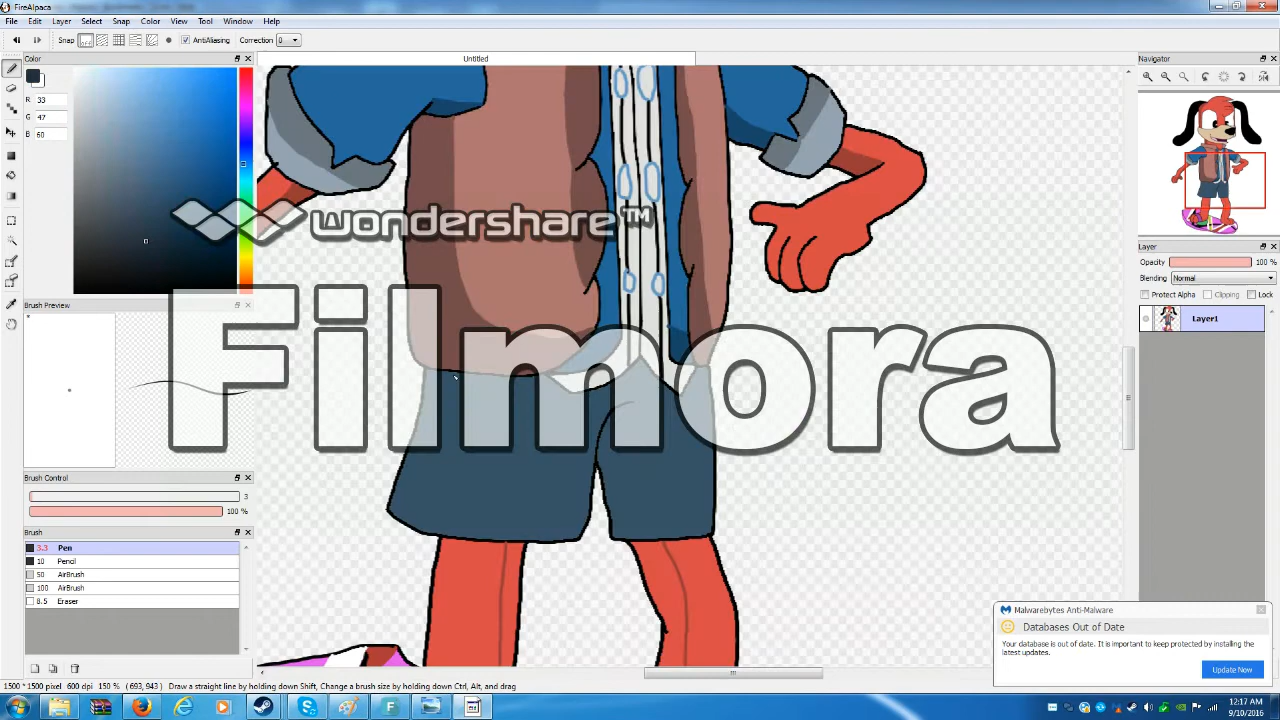 FireAlpaca
File Edit Layer Select Snap Color View Tool Window Help
Snap off AntiAliasing Correction 0
Untitled
Color
R 33
G 47
B 60
Brush Preview
Brush Control
3
100 %
Brush
3.3 Pen
10 Pencil
50 AirBrush
100 AirBrush
8.5 Eraser
wondershare™
Filmora
Navigator
Layer
Opacity 100 %
Blending Normal
Protect Alpha Clipping Lock
Layer1
Malwarebytes Anti-Malware
Databases Out of Date
Your database is out of date. It is important to keep protected by installing the
latest updates.
Update Now
1500 * 1500 pixel 600 dpi 150 % ( 693, 943 ) Draw a straight line by holding down Shift, Change a brush size by holding down Ctrl, Alt, and drag
12:17 AM
9/10/2016